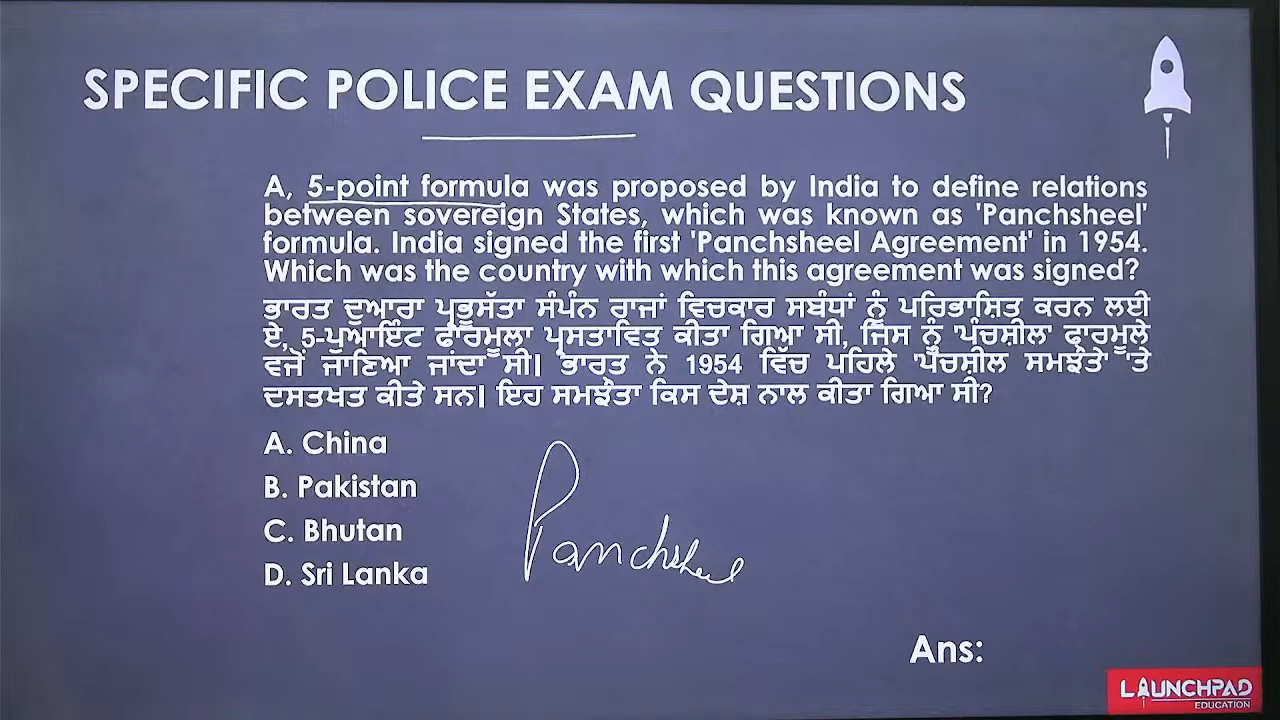 SPECIFIC POLICE EXAM QUESTIONS
A, 5-point formula was proposed by India to define relations
between sovereign States, which was known as 'Panchsheel'
formula. India signed the first 'Panchsheel Agreement' in 1954.
Which was the country with which this agreement was signed?
ਭਾਰਤ ਦੁਆਰਾ ਪ੍ਰਭੂਸੱਤਾ ਸੰਪੰਨ ਰਾਜਾਂ ਵਿਚਕਾਰ ਸਬੰਧਾਂ ਨੂੰ ਪਰਿਭਾਸ਼ਿਤ ਕਰਨ ਲਈ
ਏ, 5-ਪੁਆਇੰਟ ਫਾਰਮੂਲਾ ਪ੍ਰਸਤਾਵਿਤ ਕੀਤਾ ਗਿਆ ਸੀ, ਜਿਸ ਨੂੰ 'ਪੰਚਸ਼ੀਲ' ਫਾਰਮੂਲੇ
ਵਜੋਂ ਜਾਣਿਆ ਜਾਂਦਾ ਸੀ| ਭਾਰਤ ਨੇ 1954 ਵਿੱਚ ਪਹਿਲੇ 'ਪੰਚਸ਼ੀਲ ਸਮਝੌਤੇ' 'ਤੇ
ਦਸਤਖਤ ਕੀਤੇ ਸਨ| ਇਹ ਸਮਝੌਤਾ ਕਿਸ ਦੇਸ਼ ਨਾਲ ਕੀਤਾ ਗਿਆ ਸੀ?
A. China
B. Pakistan
C. Bhutan
D. Sri Lanka
Panchsheel
Ans:
LAUNCHPAD
EDUCATION